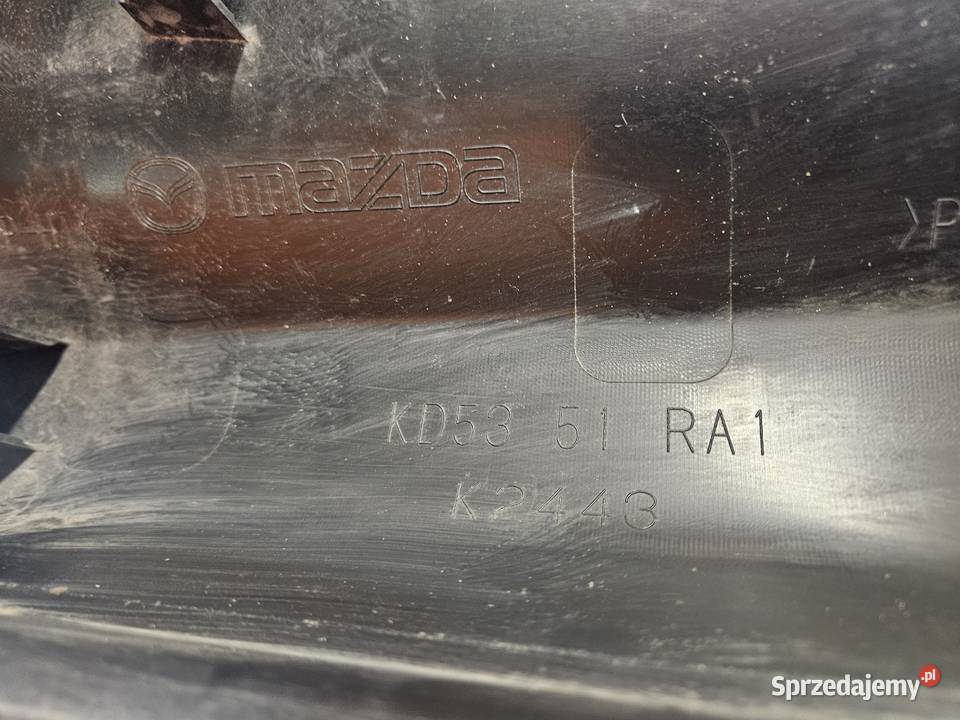 mazda
>P
KD53 51 RA1
K2443
Sprzedajemy.pl